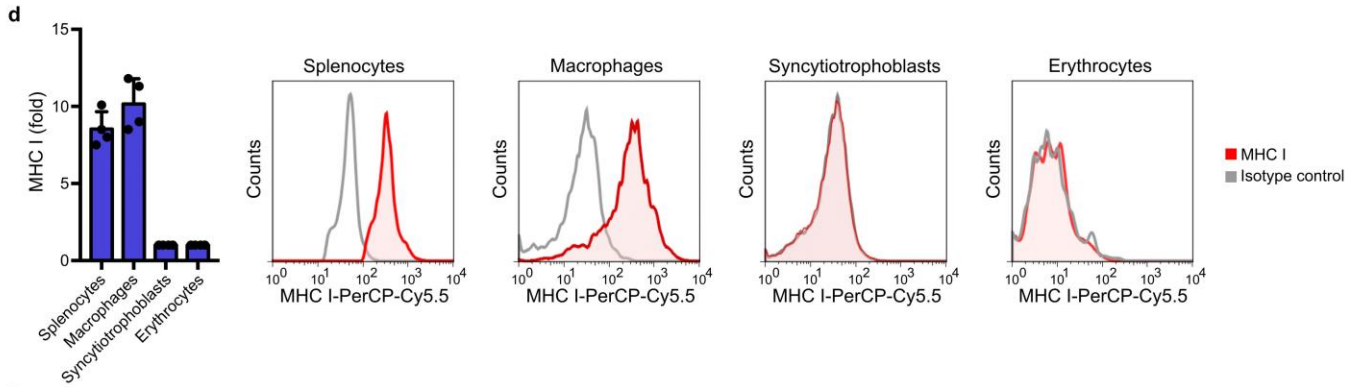 d
15
10
5
0
MHC I (fold)
Splenocytes
Macrophages
Syncytiotrophoblasts
Erythrocytes
Splenocytes
Counts
10^0 10^1 10^2 10^3 10^4
MHC I-PerCP-Cy5.5
Macrophages
Counts
10^0 10^1 10^2 10^3 10^4
MHC I-PerCP-Cy5.5
Syncytiotrophoblasts
Counts
10^0 10^1 10^2 10^3 10^4
MHC I-PerCP-Cy5.5
Erythrocytes
Counts
10^0 10^1 10^2 10^3 10^4
MHC I-PerCP-Cy5.5
MHC I
Isotype control